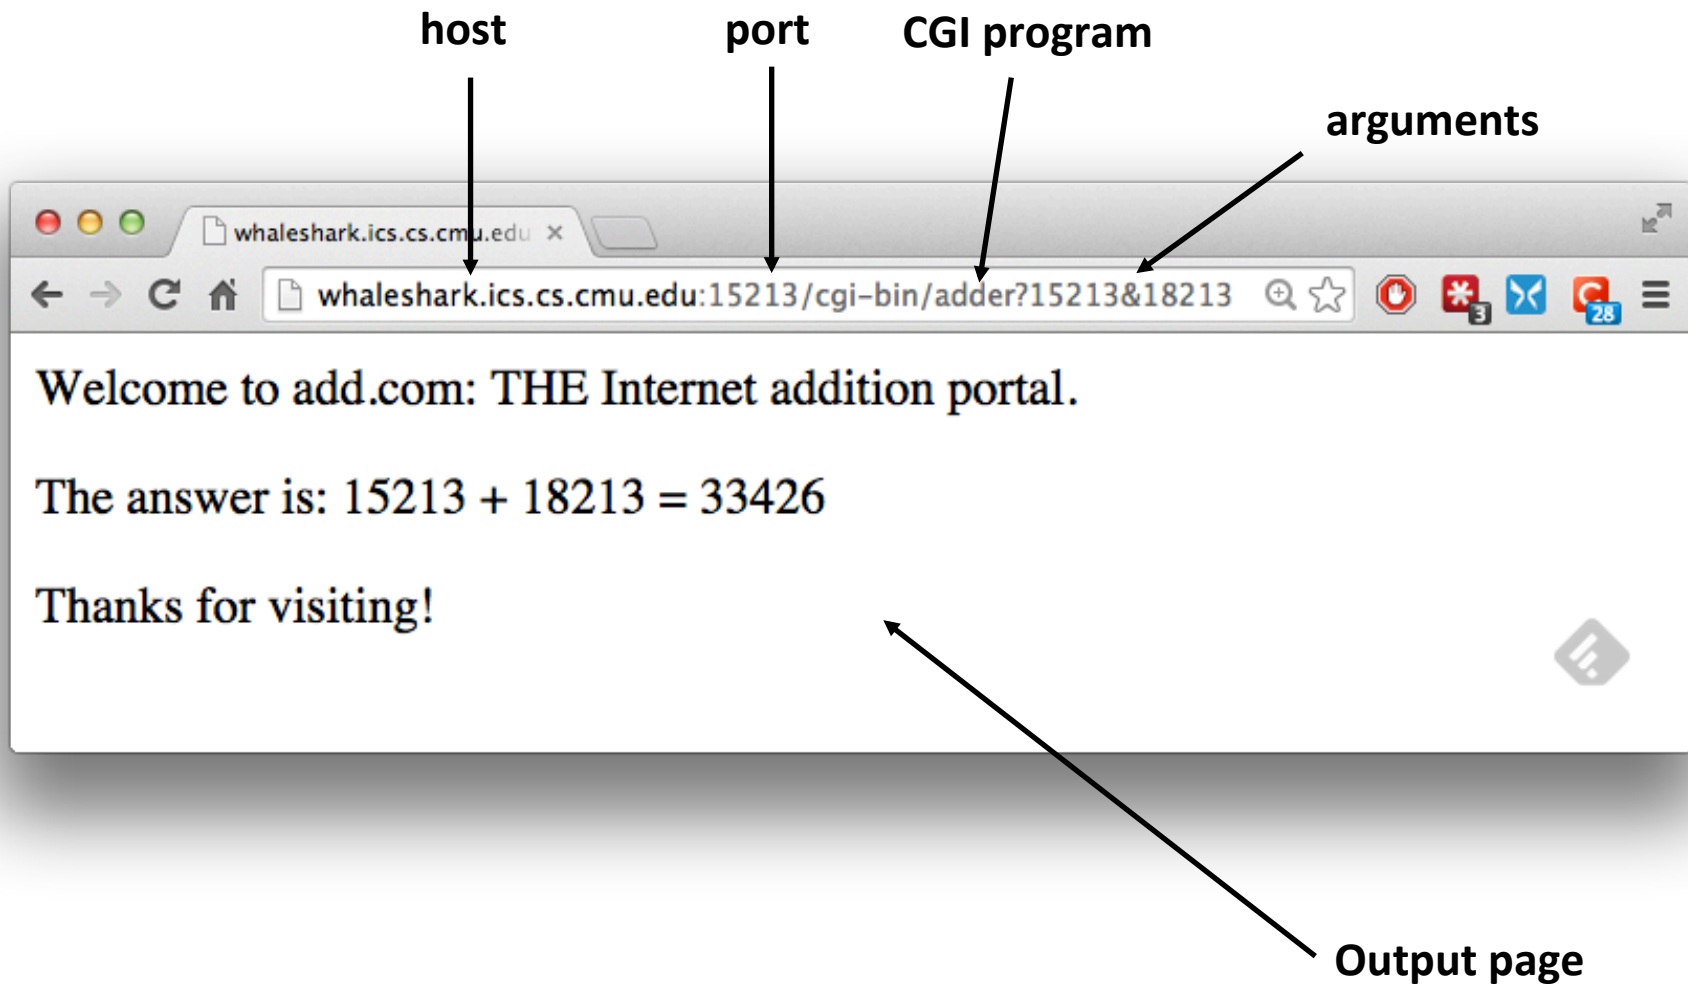 host
port
CGI program
arguments
whaleshark.ics.cs.cmu.edu
whaleshark.ics.cs.cmu.edu:15213/cgi-bin/adder?15213&18213
3
28
Welcome to add.com: THE Internet addition portal.
The answer is: 15213 + 18213 = 33426
Thanks for visiting!
Output page